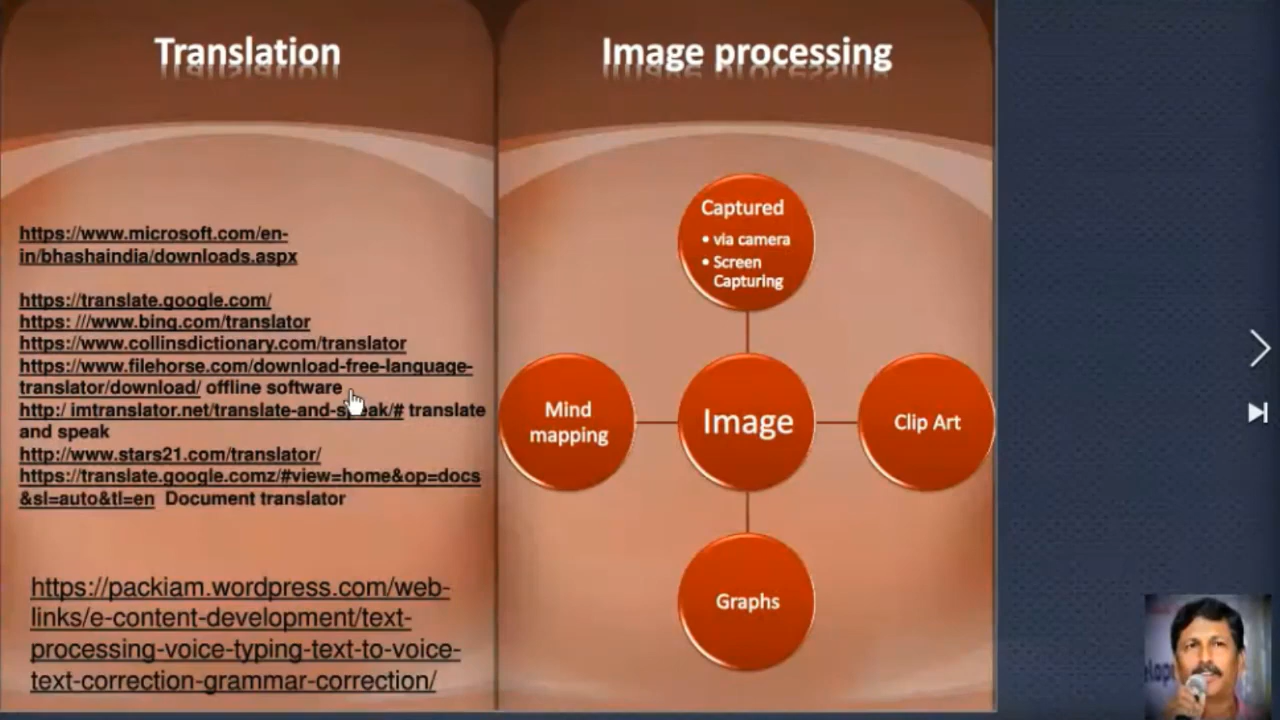 Translation
https://www.microsoft.com/en-
in/bhashaindia/downloads.aspx
https://translate.google.com/
https: ///www.bing.com/translator
https://www.collinsdictionary.com/translator
https://www.filehorse.com/download-free-language-
translator/download/ offline software
http:/ imtranslator.net/translate-and-speak/# translate
and speak
http://www.stars21.com/translator/
https://translate.google.comz/#view=home&op=docs
&sl=auto&tl=en Document translator
https://packiam.wordpress.com/web-
links/e-content-development/text-
processing-voice-typing-text-to-voice-
text-correction-grammar-correction/
Image processing
Captured
• via camera
• Screen
Capturing
Mind
mapping
Image
Clip Art
Graphs